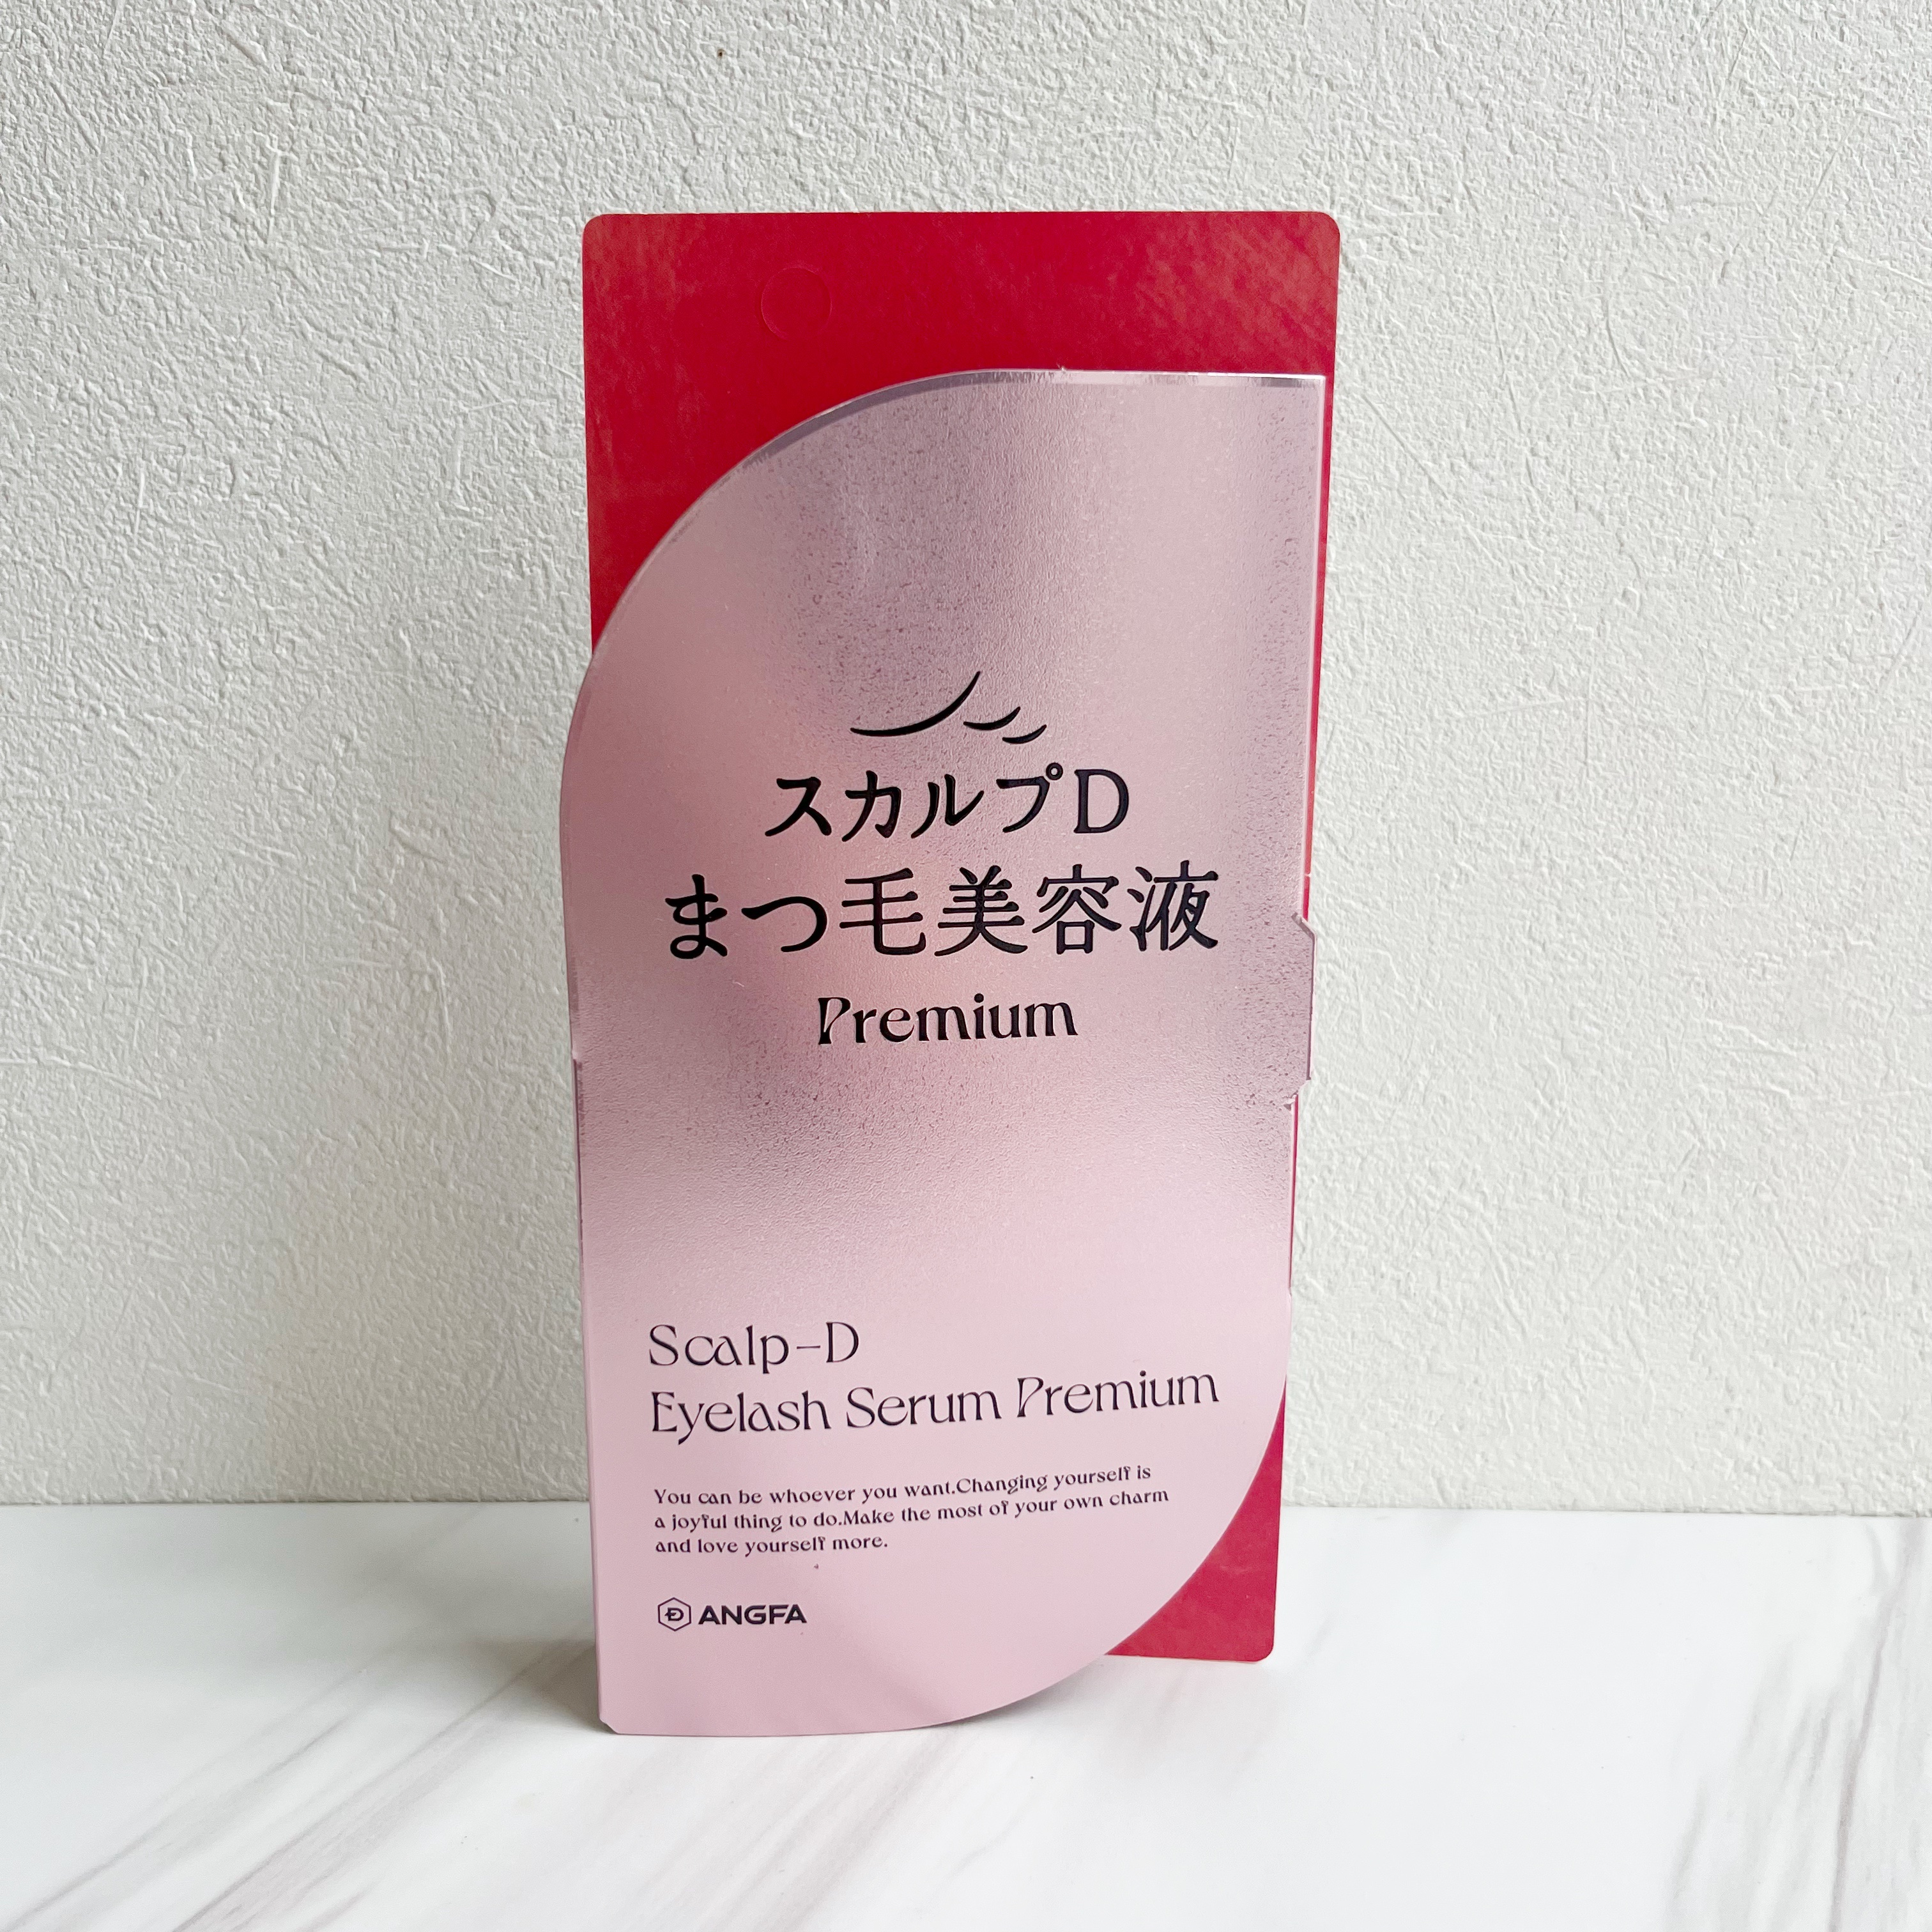 スカルプD
まつ毛美容液
Premium
Scalp-D
Eyelash Serum Premium
You can be whoever you want.Changing yourself is
a joyful thing to do.Make the most of your own charm
and love yourself more.
ANGFA